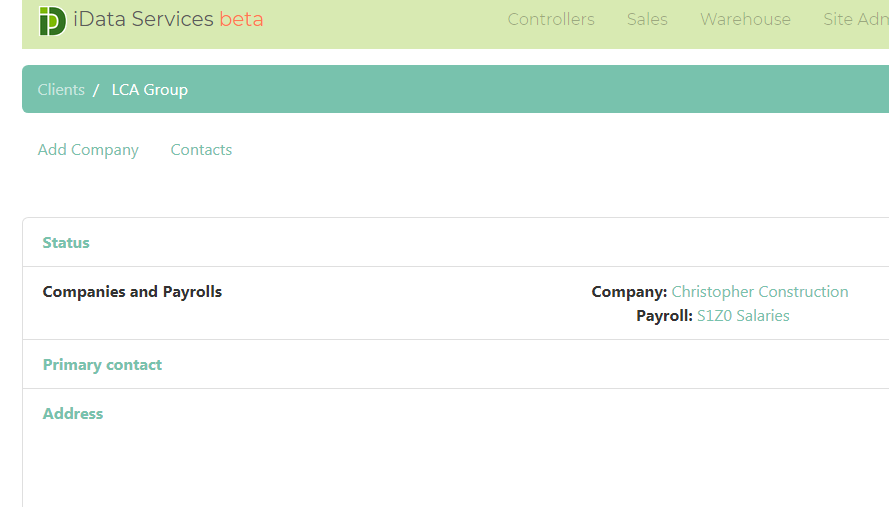 iData Services beta
Controllers Sales Warehouse Site Adm
Clients / LCA Group
Add Company Contacts
Status
Companies and Payrolls Company: Christopher Construction
Payroll: S1Z0 Salaries
Primary contact
Address